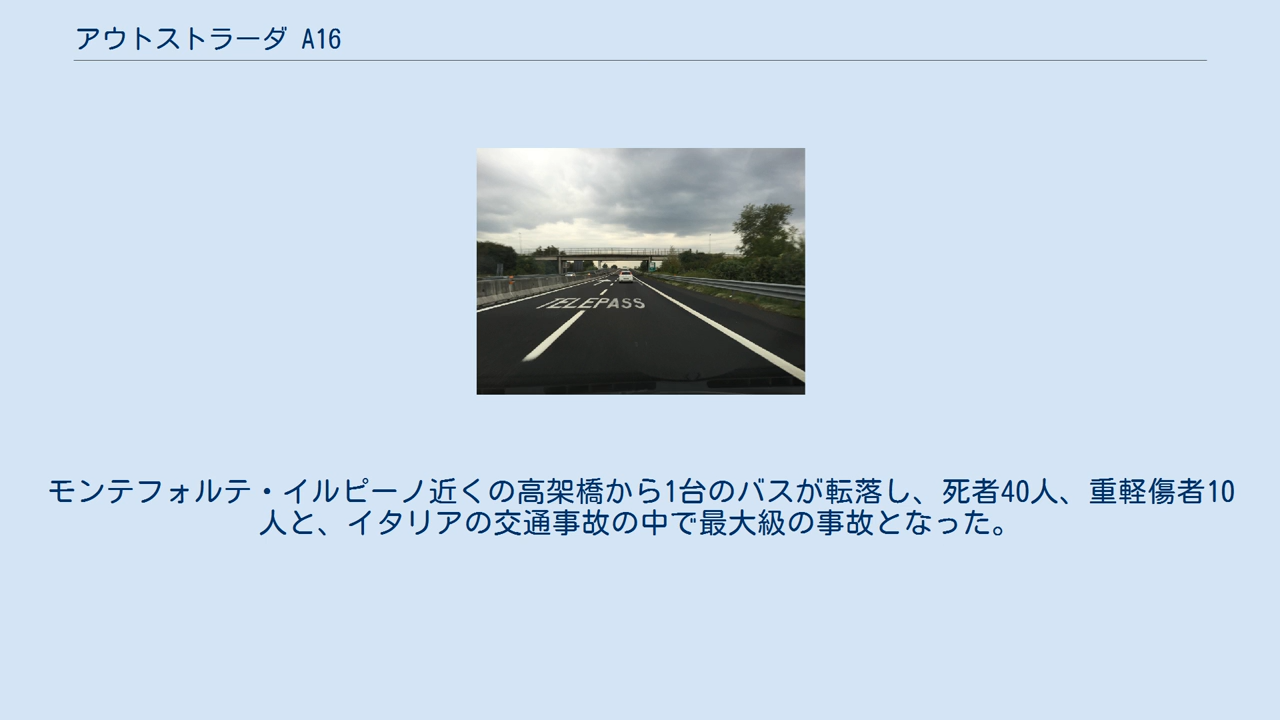 アウトストラーダ A16
TELEPASS
モンテフォルテ・イルピーノ近くの高架橋から1台のバスが転落し、死者40人、重軽傷者10
人と、イタリアの交通事故の中で最大級の事故となった。